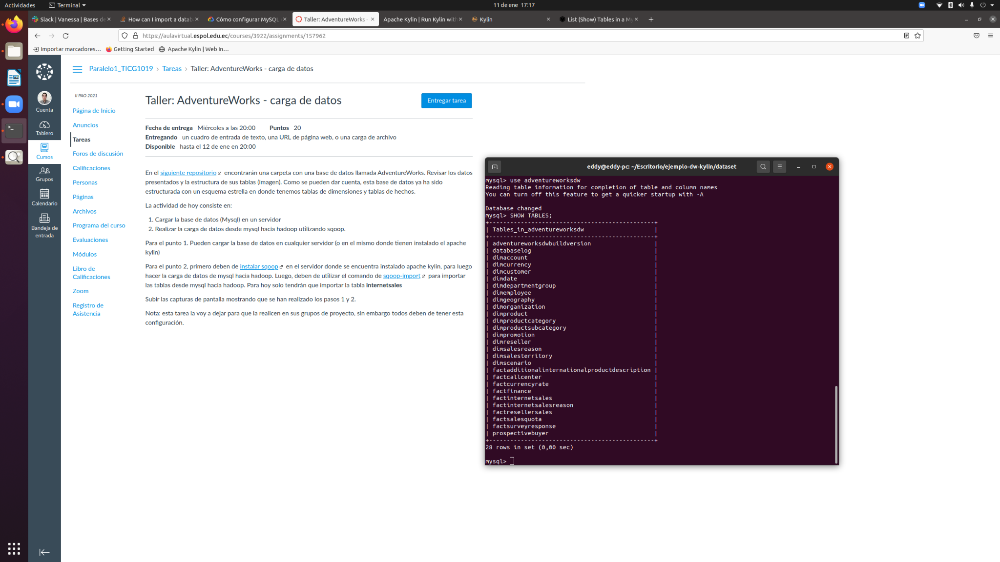 Actividades
Terminal
11 de ene 17:17
Slack | Vanessa | Bases de
How can I import a datab
Cómo configurar MySQL
Taller: AdventureWorks -
Apache Kylin | Run Kylin with
Kylin
List (Show) Tables in a My
https://aulavirtual.espol.edu.ec/courses/3922/assignments/157962
Importar marcadores…
Getting Started
Apache Kylin | Web In…
Cuenta
Tablero
Cursos
Grupos
Calendario
Bandeja de
entrada
Paralelo1_TICG1019 › Tareas › Taller: AdventureWorks - carga de datos
II PAO 2021
Página de Inicio
Anuncios
Tareas
Foros de discusión
Calificaciones
Personas
Páginas
Archivos
Programa del curso
Evaluaciones
Módulos
Libro de
Calificaciones
Zoom
Registro de
Asistencia
Taller: AdventureWorks - carga de datos
Entregar tarea
Fecha de entrega Miércoles a las 20:00 Puntos 20
Entregando un cuadro de entrada de texto, una URL de página web, o una carga de archivo
Disponible hasta el 12 de ene en 20:00
En el siguiente repositorio encontrarán una carpeta con una base de datos llamada AdventureWorks. Revisar los datos
presentados y la estructura de sus tablas (imagen). Como se pueden dar cuenta, esta base de datos ya ha sido
estructurada con un esquema estrella en donde tenemos tablas de dimensiones y tablas de hechos.
La actividad de hoy consiste en:
1. Cargar la base de datos (Mysql) en un servidor
2. Realizar la carga de datos desde mysql hacia hadoop utilizando sqoop.
Para el punto 1. Pueden cargar la base de datos en cualquier servidor (o en el mismo donde tienen instalado el apache
kylin)
Para el punto 2, primero deben de instalar sqoop en el servidor donde se encuentra instalado apache kylin, para luego
hacer la carga de datos de mysql hacia hadoop. Luego, deben de utilizar el comando de sqoop-import para importar
las tablas desde mysql hacia hadoop. Para hoy solo tendrán que importar la tabla internetsales
Subir las capturas de pantalla mostrando que se han realizado los pasos 1 y 2.
Nota: esta tarea la voy a dejar para que la realicen en sus grupos de proyecto, sin embargo todos deben de tener esta
configuración.
eddy@eddy-pc: ~/Escritorio/ejemplo-dw-kylin/dataset
mysql> use adventureworksdw
Reading table information for completion of table and column names
You can turn off this feature to get a quicker startup with -A
Database changed
mysql> SHOW TABLES;
+-----------------------------------------------+
| Tables_in_adventureworksdw |
+-----------------------------------------------+
| adventureworksdwbuildversion |
| databaselog |
| dimaccount |
| dimcurrency |
| dimcustomer |
| dimdate |
| dimdepartmentgroup |
| dimemployee |
| dimgeography |
| dimorganization |
| dimproduct |
| dimproductcategory |
| dimproductsubcategory |
| dimpromotion |
| dimreseller |
| dimsalesreason |
| dimsalesterritory |
| dimscenario |
| factadditionalinternationalproductdescription |
| factcallcenter |
| factcurrencyrate |
| factfinance |
| factinternetsales |
| factinternetsalesreason |
| factresellersales |
| factsalesquota |
| factsurveyresponse |
| prospectivebuyer |
+-----------------------------------------------+
28 rows in set (0,00 sec)
mysql>